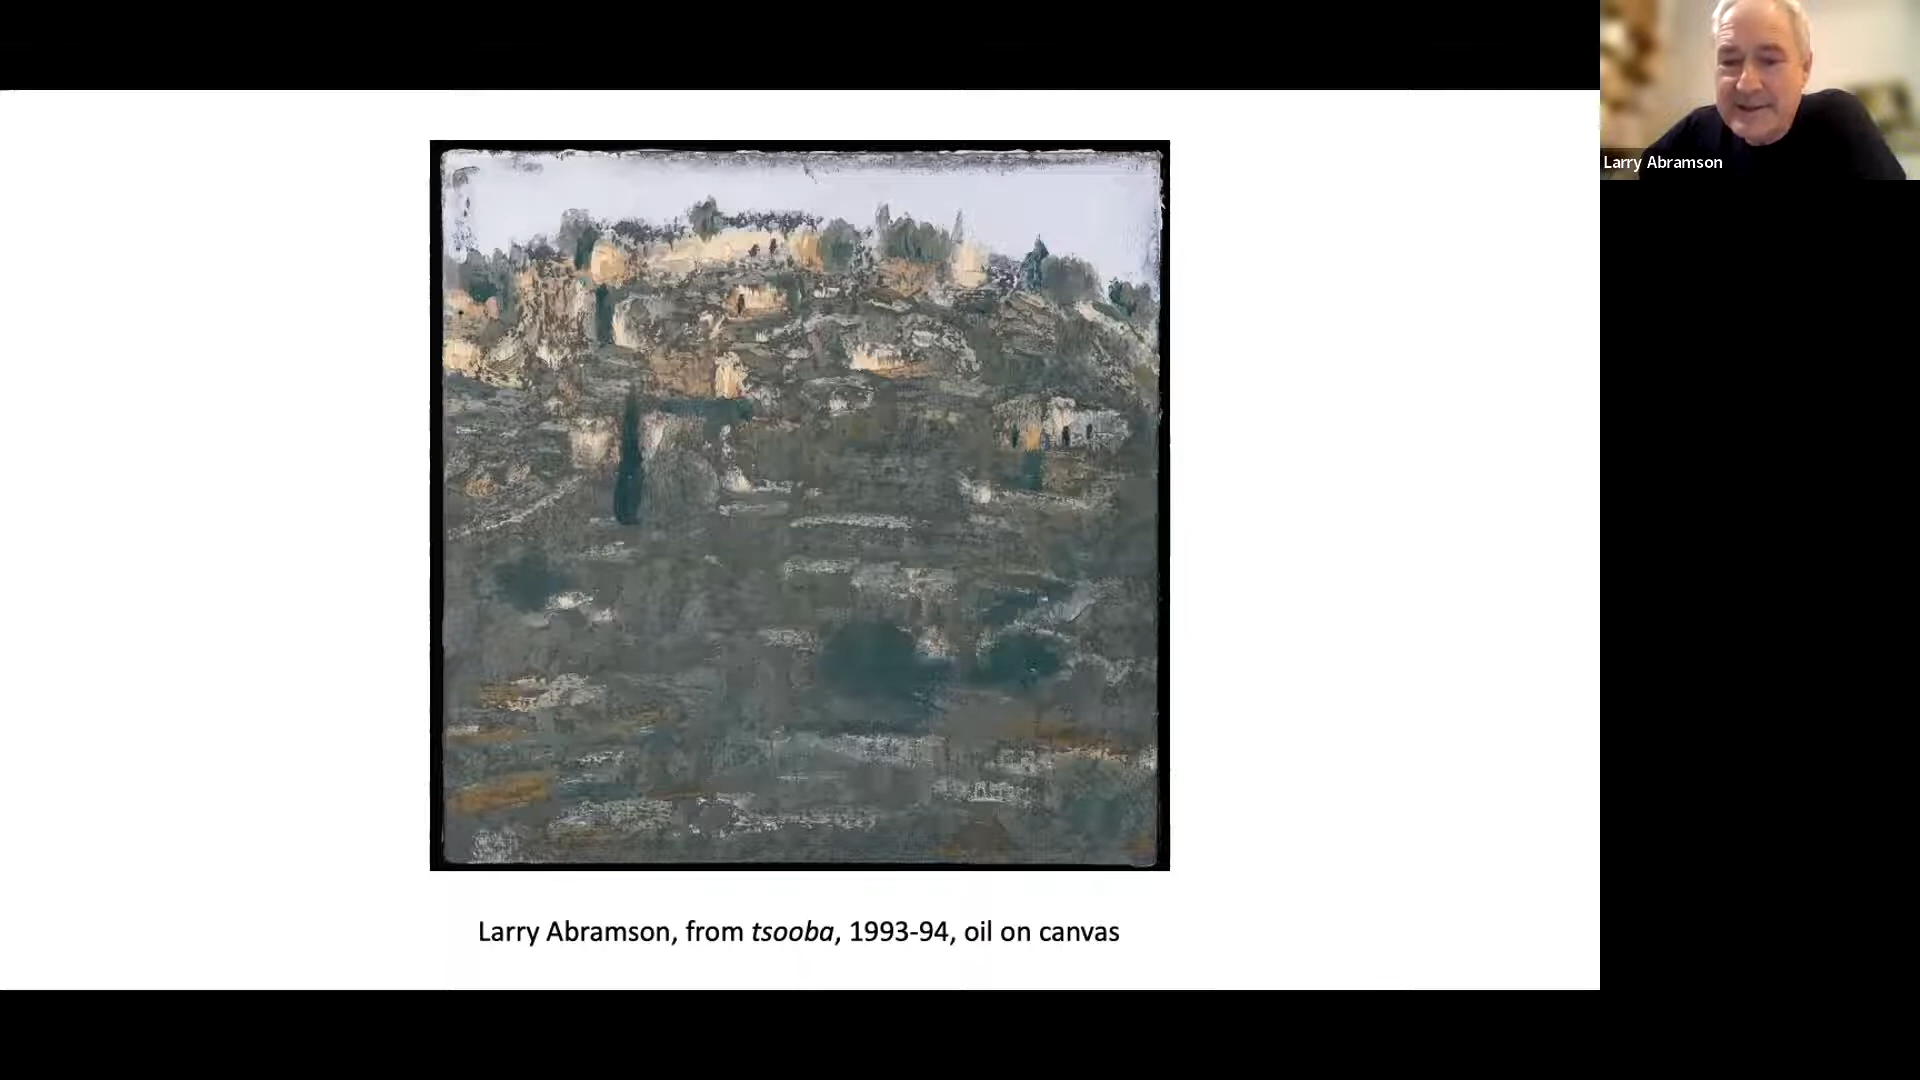 Larry Abramson
Larry Abramson, from tsooba, 1993-94, oil on canvas